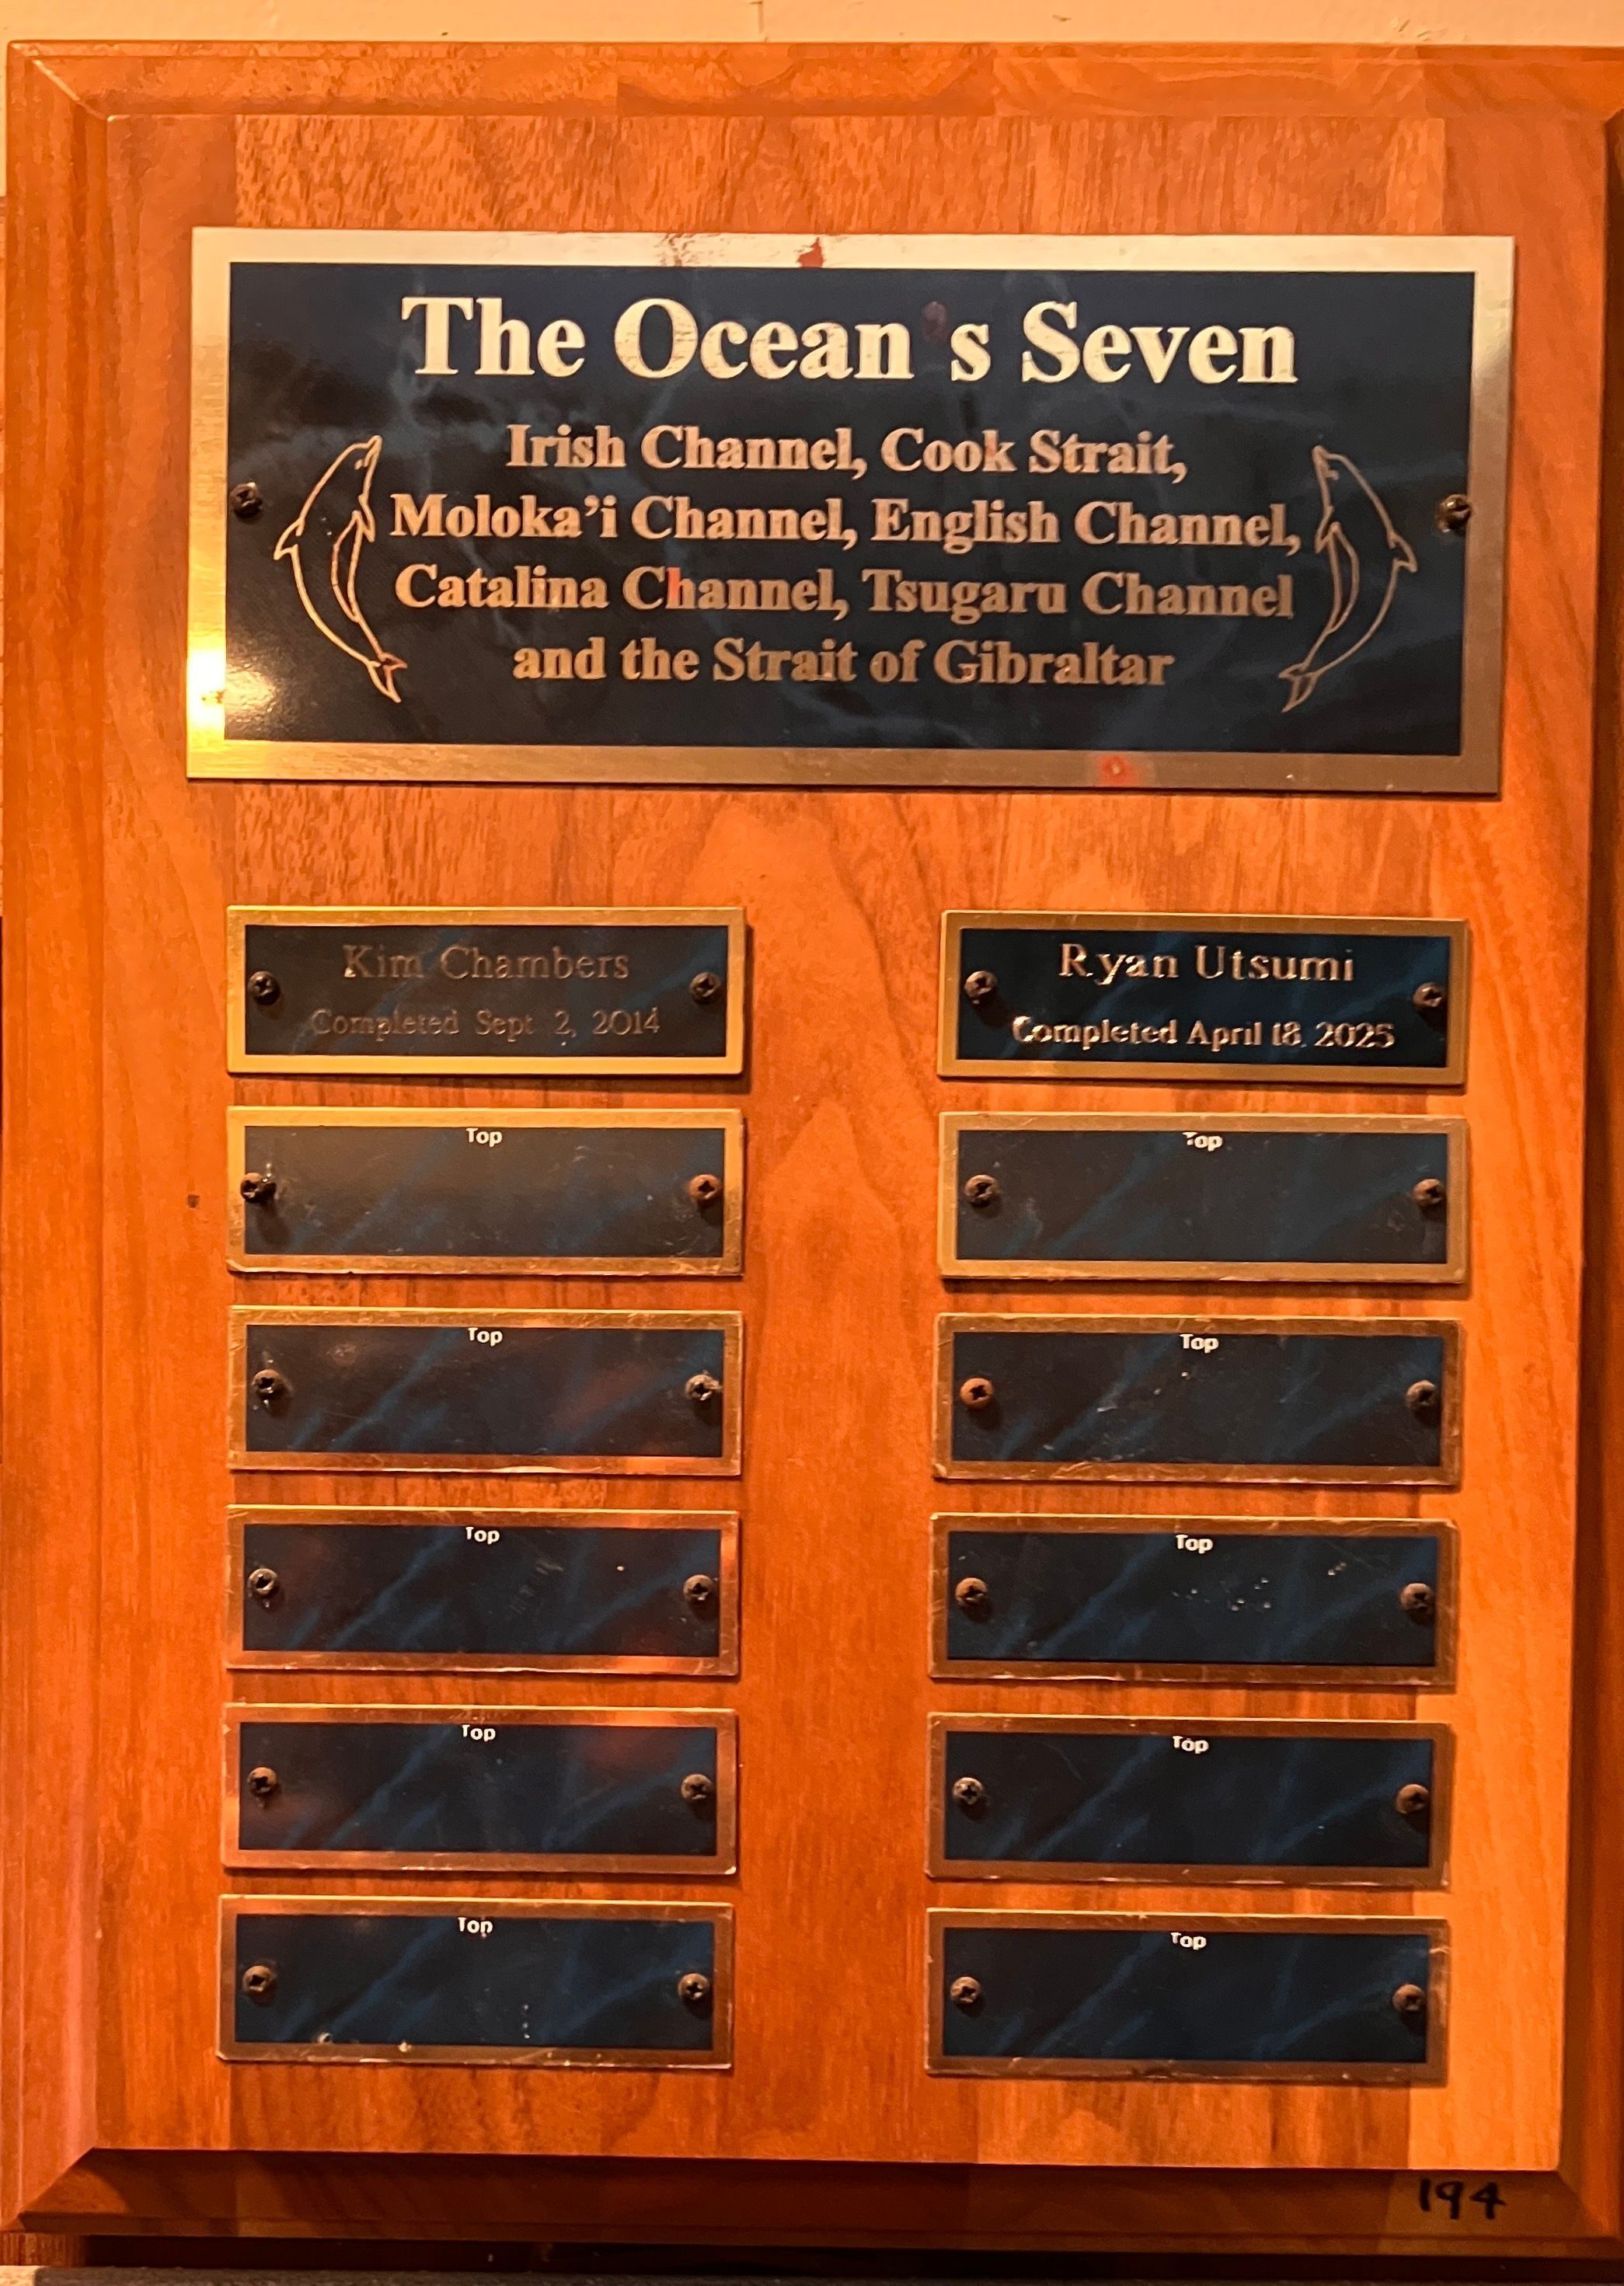 The Ocean s Seven
Irish Channel, Cook Strait,
Moloka’i Channel, English Channel,
Catalina Channel, Tsugaru Channel
and the Strait of Gibraltar
Kim Chambers
Completed Sept 2, 2014
Ryan Utsumi
Completed April 18, 2025
Top
Top
Top
Top
Top
Top
Top
Top
Top
Top
194